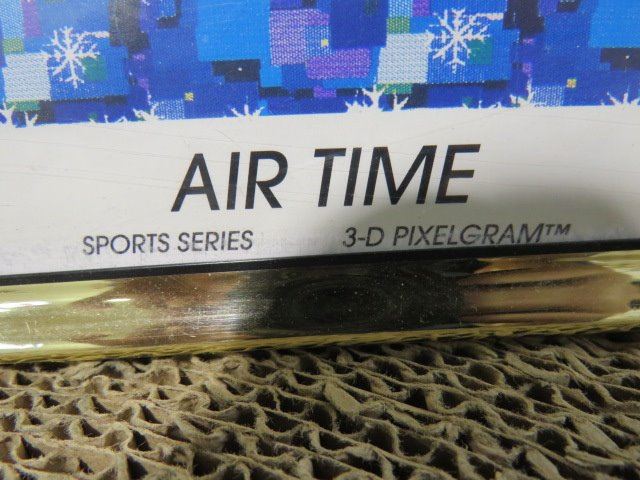 AIR TIME
SPORTS SERIES 3-D PIXELGRAM™